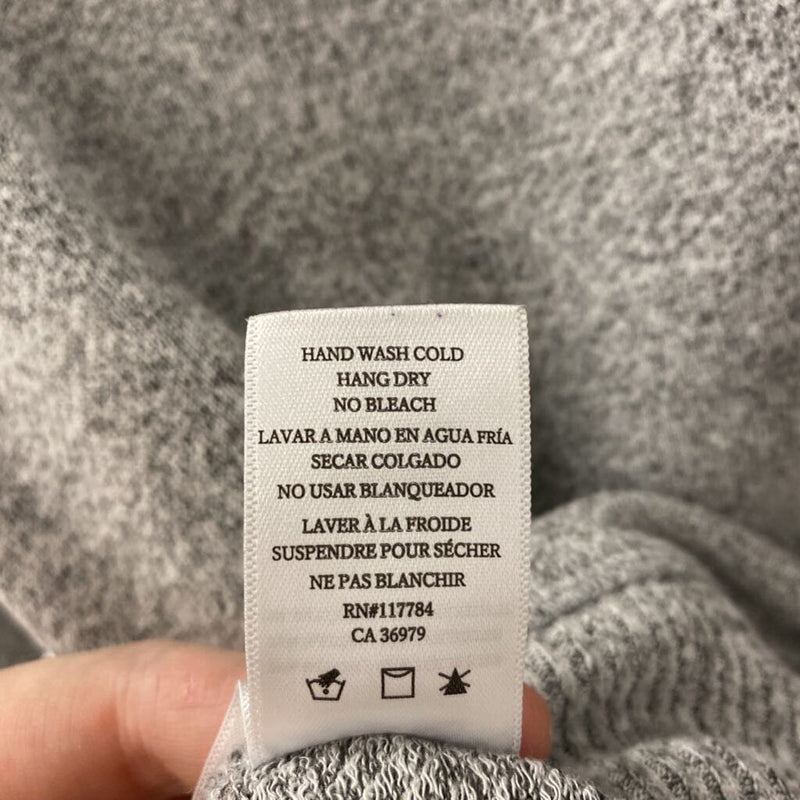 HAND WASH COLD
HANG DRY
NO BLEACH
LAVAR A MANO EN AGUA FRÍA
SECAR COLGADO
NO USAR BLANQUEADOR
LAVER À LA FROIDE
SUSPENDRE POUR SÉCHER
NE PAS BLANCHIR
RN#117784
CA 36979